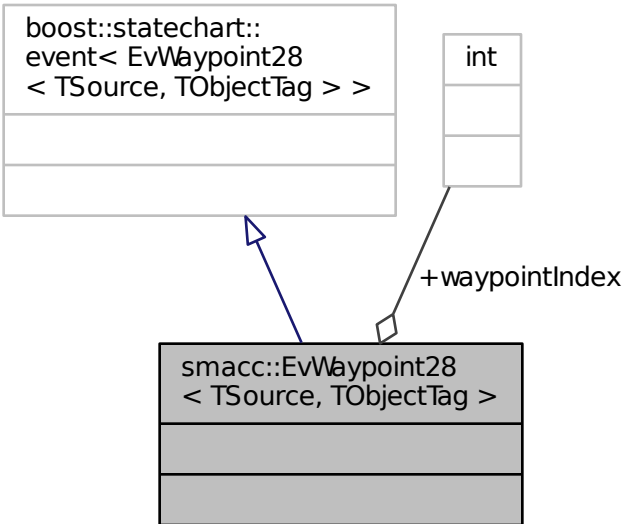 boost::statechart::
event< EvWaypoint28
< TSource, TObjectTag > >
int
+waypointIndex
smacc::EvWaypoint28
< TSource, TObjectTag >